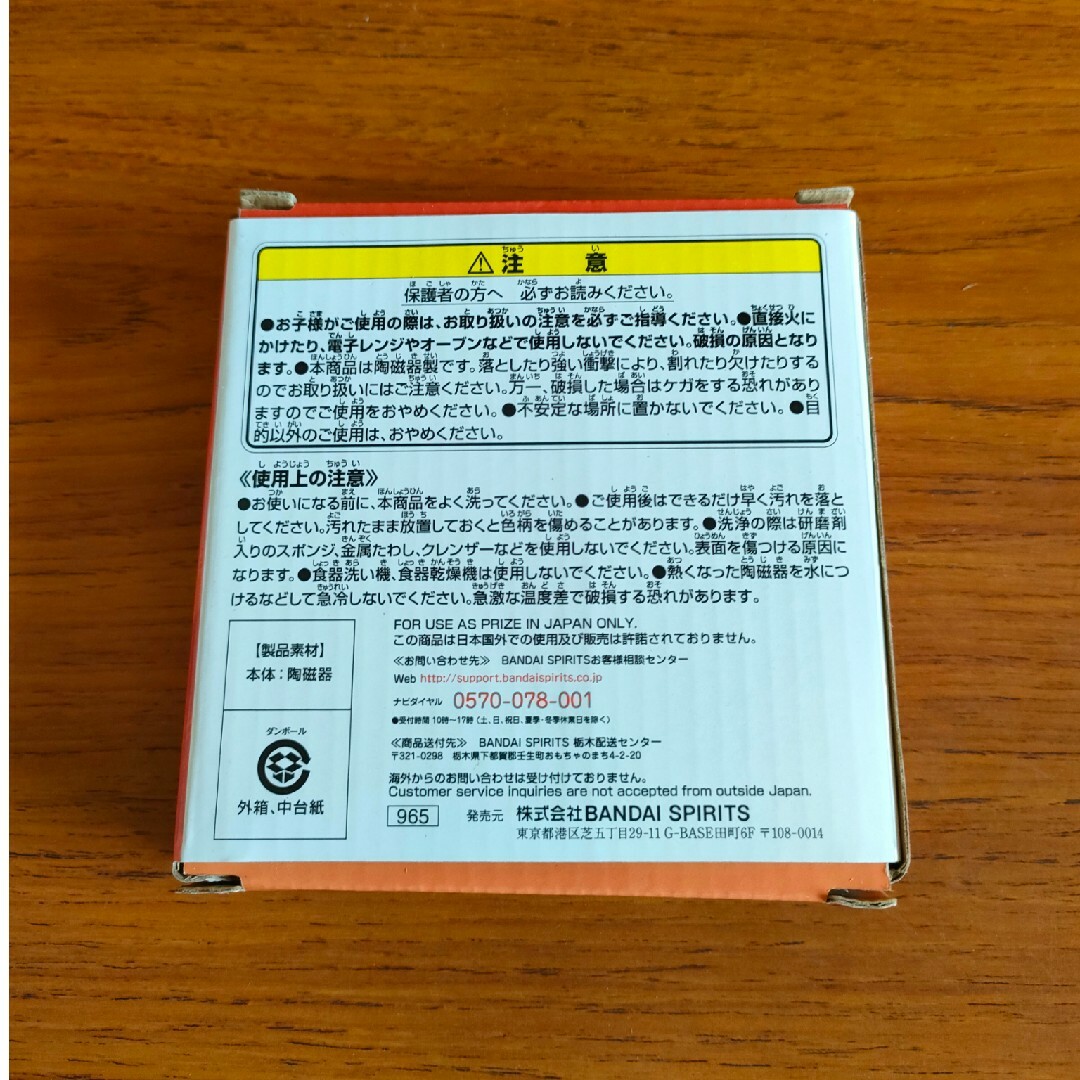 ⚠注意
保護者の方へ 必ずお読みください。
●お子様がご使用の際は、お取り扱いの注意を必ずご指導ください。●直接火に
かけたり、電子レンジやオーブンなどで使用しないでください。破損の原因となり
ます。●本商品は陶磁器製です。落としたり強い衝撃により、割れたり欠けたりする
のでお取り扱いにはご注意ください。万一、破損した場合はケガをする恐れがあり
ますのでご使用をおやめください。●不安定な場所に置かないでください。●目
的以外のご使用は、おやめください。
《使用上の注意》
●お使いになる前に、本商品をよく洗ってください。●ご使用後はできるだけ早く汚れを落と
してください。汚れたまま放置しておくと色柄を傷めることがあります。●洗浄の際は研磨剤
入りのスポンジ、金属たわし、クレンザーなどを使用しないでください。表面を傷つける原因に
なります。●食器洗い機、食器乾燥機は使用しないでください。●熱くなった陶磁器を水につ
けるなどして急冷しないでください。急激な温度差で破損する恐れがあります。
【製品素材】
本体：陶磁器
ダンボール
外箱、中台紙
FOR USE AS PRIZE IN JAPAN ONLY.
この商品は日本国外での使用及び販売は許諾されておりません。
≪お問い合わせ先≫ BANDAI SPIRITSお客様相談センター
Web http://support.bandaispirits.co.jp
ナビダイヤル 0570-078-001
●受付時間 10時〜17時（土、日、祝日、夏季・冬季休業日を除く）
≪商品送付先≫ BANDAI SPIRITS 栃木配送センター
〒321-0298 栃木県下都賀郡壬生町おもちゃのまち4-2-20
海外からのお問い合わせは受け付けておりません。
Customer service inquiries are not accepted from outside Japan.
965 発売元 株式会社BANDAI SPIRITS
東京都港区芝五丁目29-11 G-BASE田町6F 〒108-0014